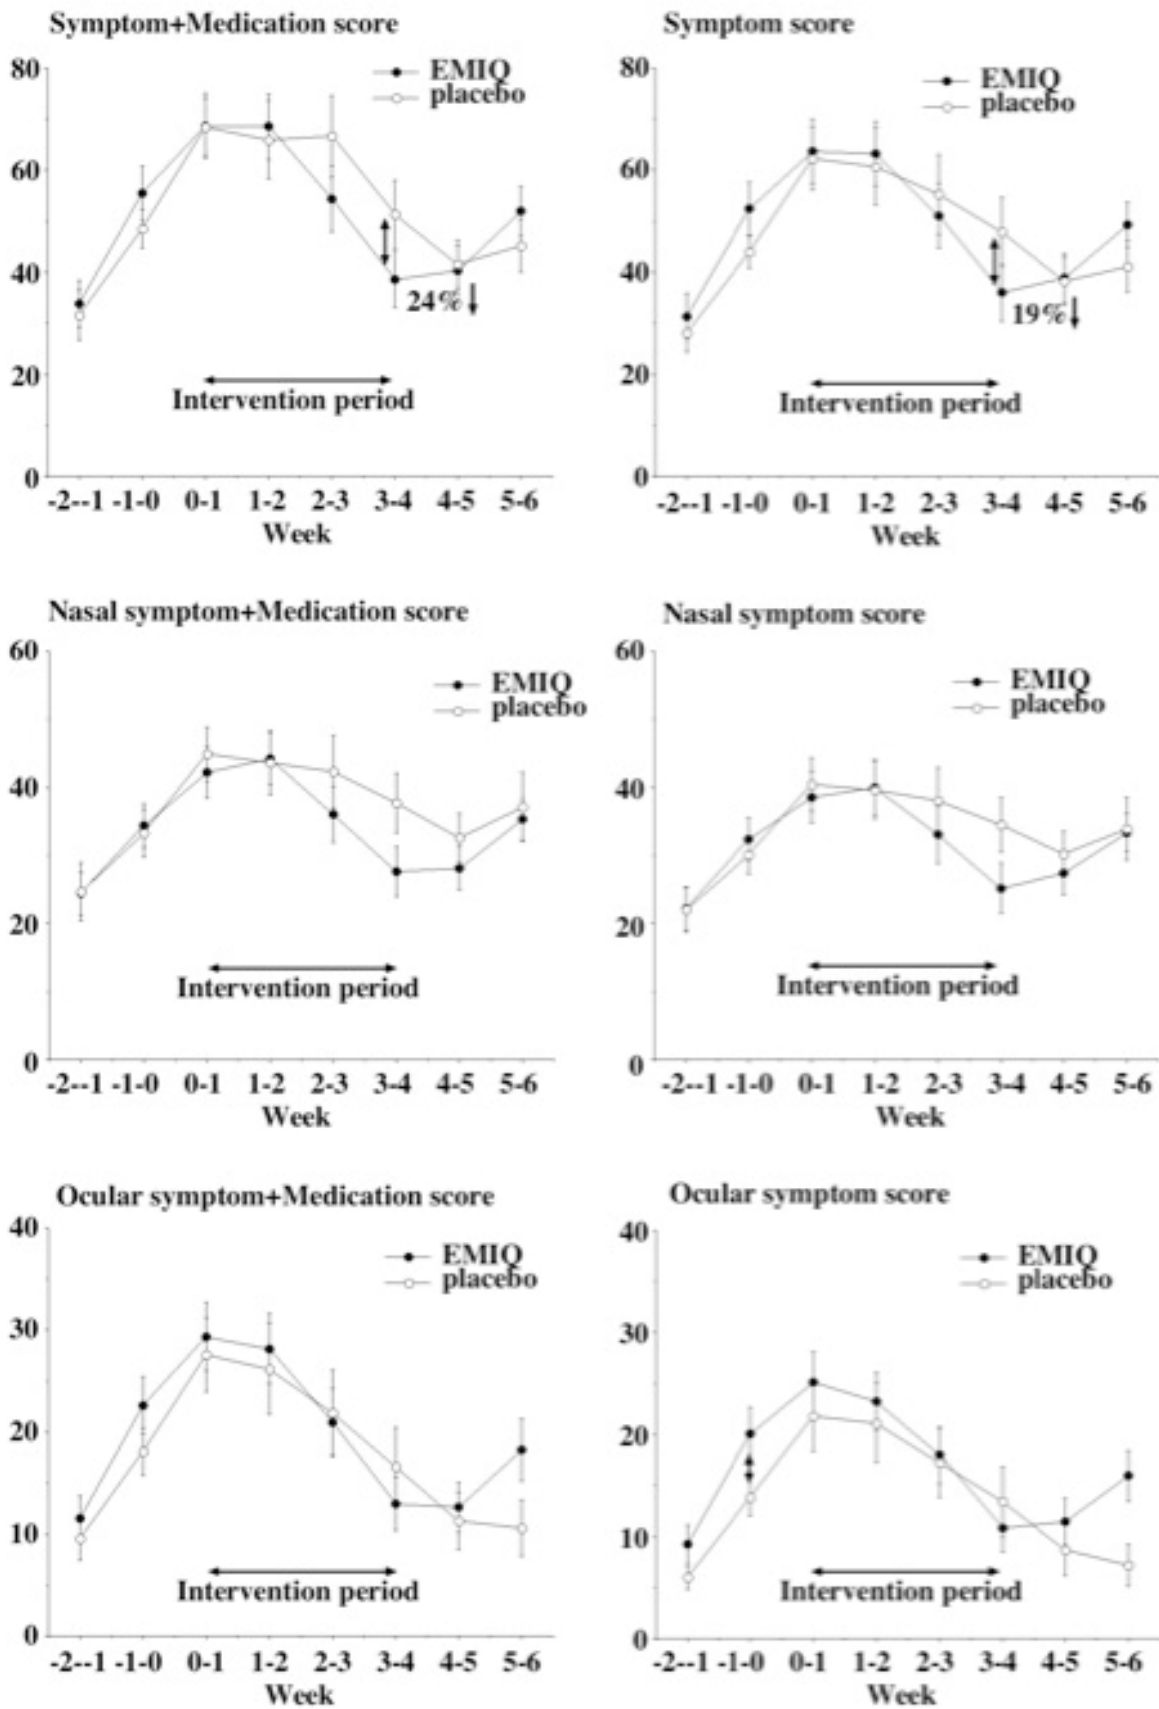 Symptom+Medication score
80
60
40
20
0
EMIQ
placebo
24%
Intervention period
-2--1 -1-0 0-1 1-2 2-3 3-4 4-5 5-6
Week
Symptom score
80
60
40
20
0
EMIQ
placebo
19%
Intervention period
-2--1 -1-0 0-1 1-2 2-3 3-4 4-5 5-6
Week
Nasal symptom+Medication score
60
40
20
0
EMIQ
placebo
Intervention period
-2--1 -1-0 0-1 1-2 2-3 3-4 4-5 5-6
Week
Nasal symptom score
60
40
20
0
EMIQ
placebo
Intervention period
-2--1 -1-0 0-1 1-2 2-3 3-4 4-5 5-6
Week
Ocular symptom+Medication score
40
30
20
10
0
EMIQ
placebo
Intervention period
-2--1 -1-0 0-1 1-2 2-3 3-4 4-5 5-6
Week
Ocular symptom score
40
30
20
10
0
EMIQ
placebo
Intervention period
-2--1 -1-0 0-1 1-2 2-3 3-4 4-5 5-6
Week